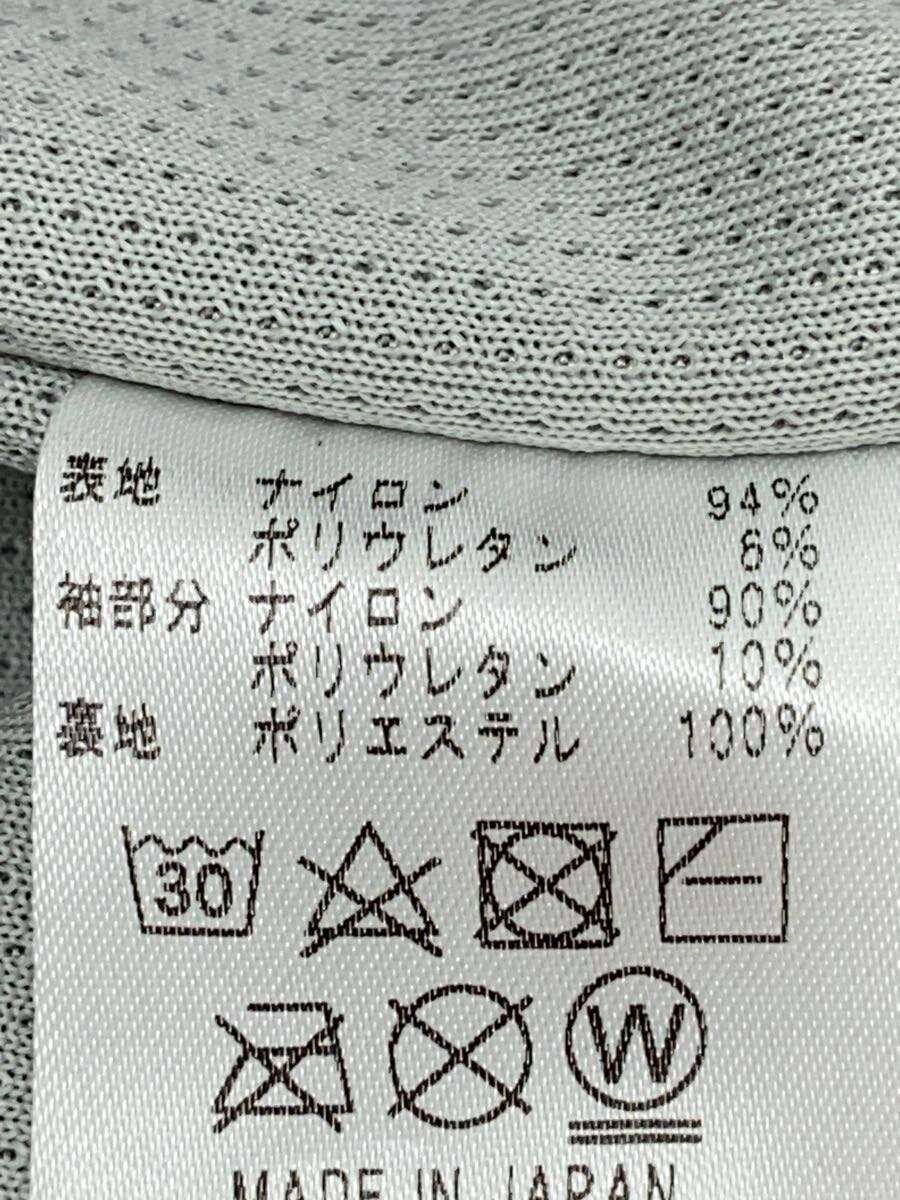 表地 ナイロン 94%
ポリウレタン 6%
袖部分 ナイロン 90%
ポリウレタン 10%
裏地 ポリエステル 100%
30
W
MADE IN JAPAN